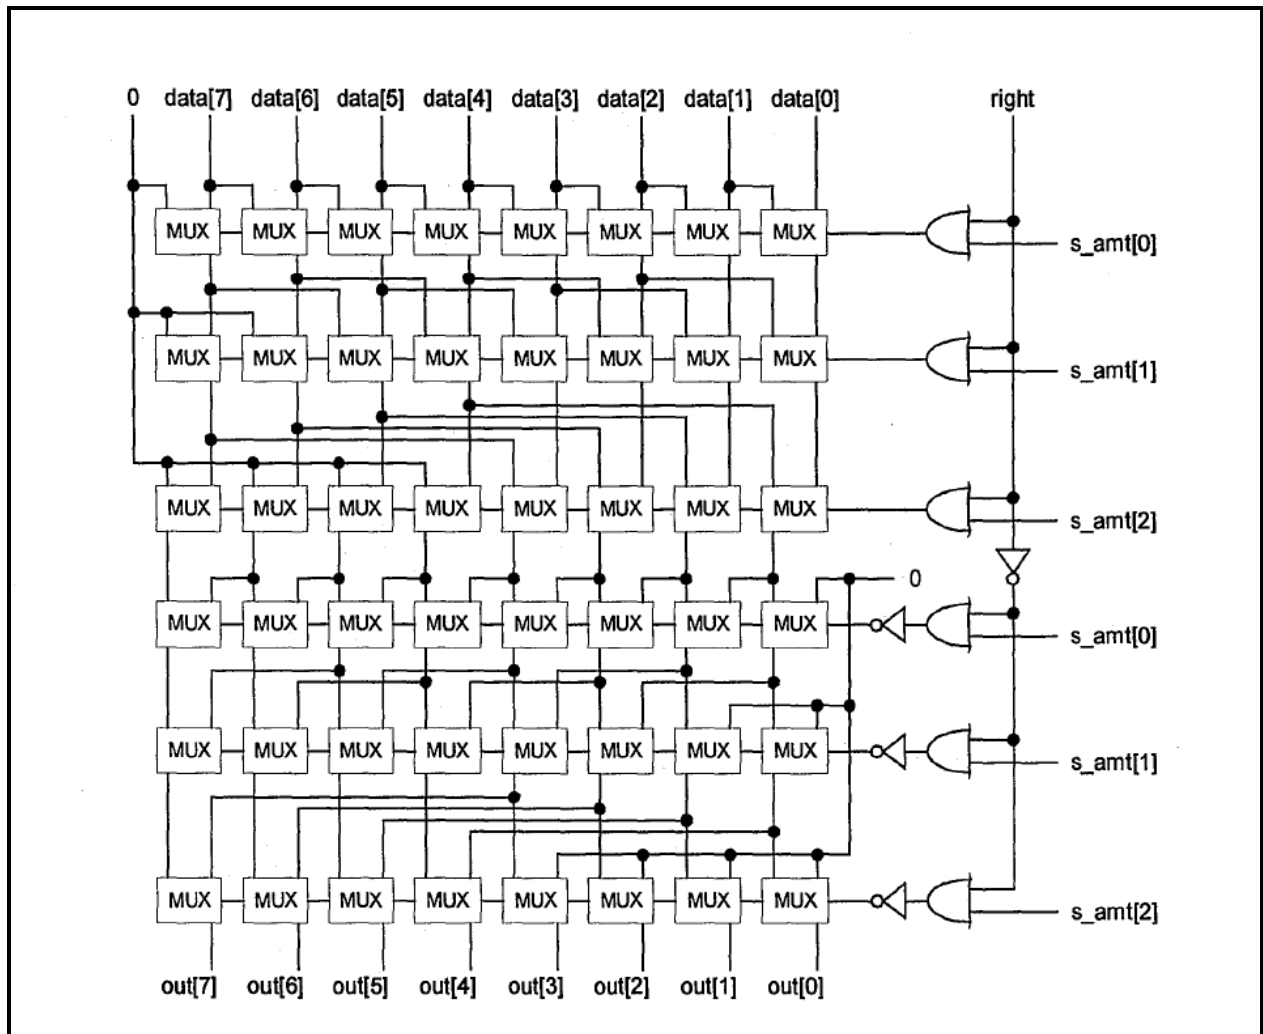 0 data[7] data[6] data[5] data[4] data[3] data[2] data[1] data[0] right
MUX MUX MUX MUX MUX MUX MUX MUX
s_amt[0]
MUX MUX MUX MUX MUX MUX MUX MUX
s_amt[1]
MUX MUX MUX MUX MUX MUX MUX MUX
s_amt[2]
0
MUX MUX MUX MUX MUX MUX MUX MUX
s_amt[0]
MUX MUX MUX MUX MUX MUX MUX MUX
s_amt[1]
MUX MUX MUX MUX MUX MUX MUX MUX
s_amt[2]
out[7] out[6] out[5] out[4] out[3] out[2] out[1] out[0]